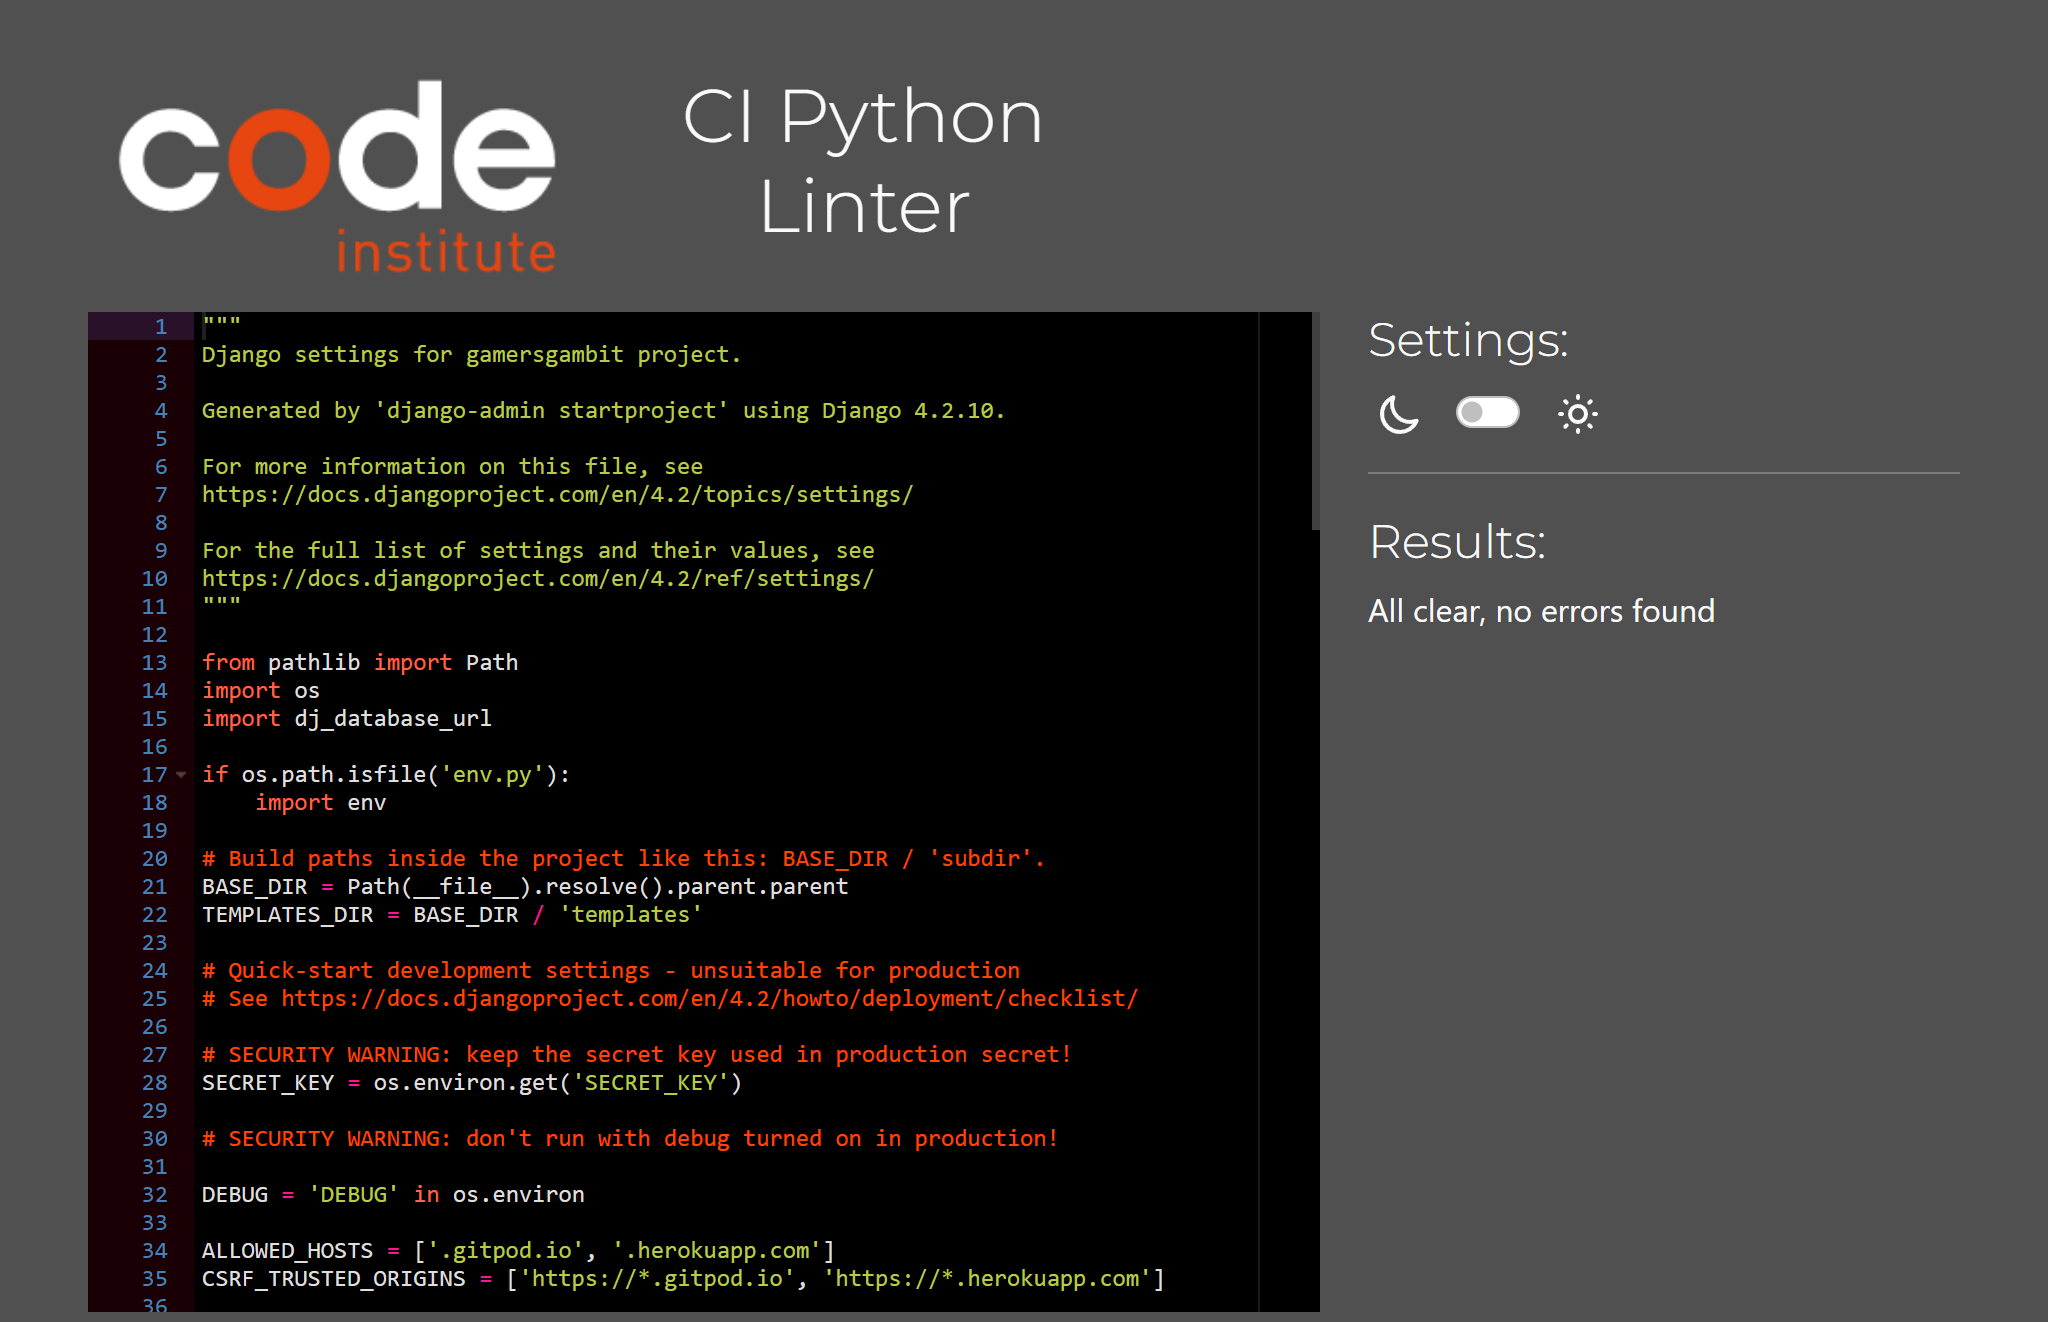 code
institute
CI Python
Linter
1 """
2 Django settings for gamersgambit project.
3
4 Generated by 'django-admin startproject' using Django 4.2.10.
5
6 For more information on this file, see
7 https://docs.djangoproject.com/en/4.2/topics/settings/
8
9 For the full list of settings and their values, see
10 https://docs.djangoproject.com/en/4.2/ref/settings/
11 """
12
13 from pathlib import Path
14 import os
15 import dj_database_url
16
17 if os.path.isfile('env.py'):
18     import env
19
20 # Build paths inside the project like this: BASE_DIR / 'subdir'.
21 BASE_DIR = Path(__file__).resolve().parent.parent
22 TEMPLATES_DIR = BASE_DIR / 'templates'
23
24 # Quick-start development settings - unsuitable for production
25 # See https://docs.djangoproject.com/en/4.2/howto/deployment/checklist/
26
27 # SECURITY WARNING: keep the secret key used in production secret!
28 SECRET_KEY = os.environ.get('SECRET_KEY')
29
30 # SECURITY WARNING: don't run with debug turned on in production!
31
32 DEBUG = 'DEBUG' in os.environ
33
34 ALLOWED_HOSTS = ['.gitpod.io', '.herokuapp.com']
35 CSRF_TRUSTED_ORIGINS = ['https://*.gitpod.io', 'https://*.herokuapp.com']
36
Settings:
Results:
All clear, no errors found